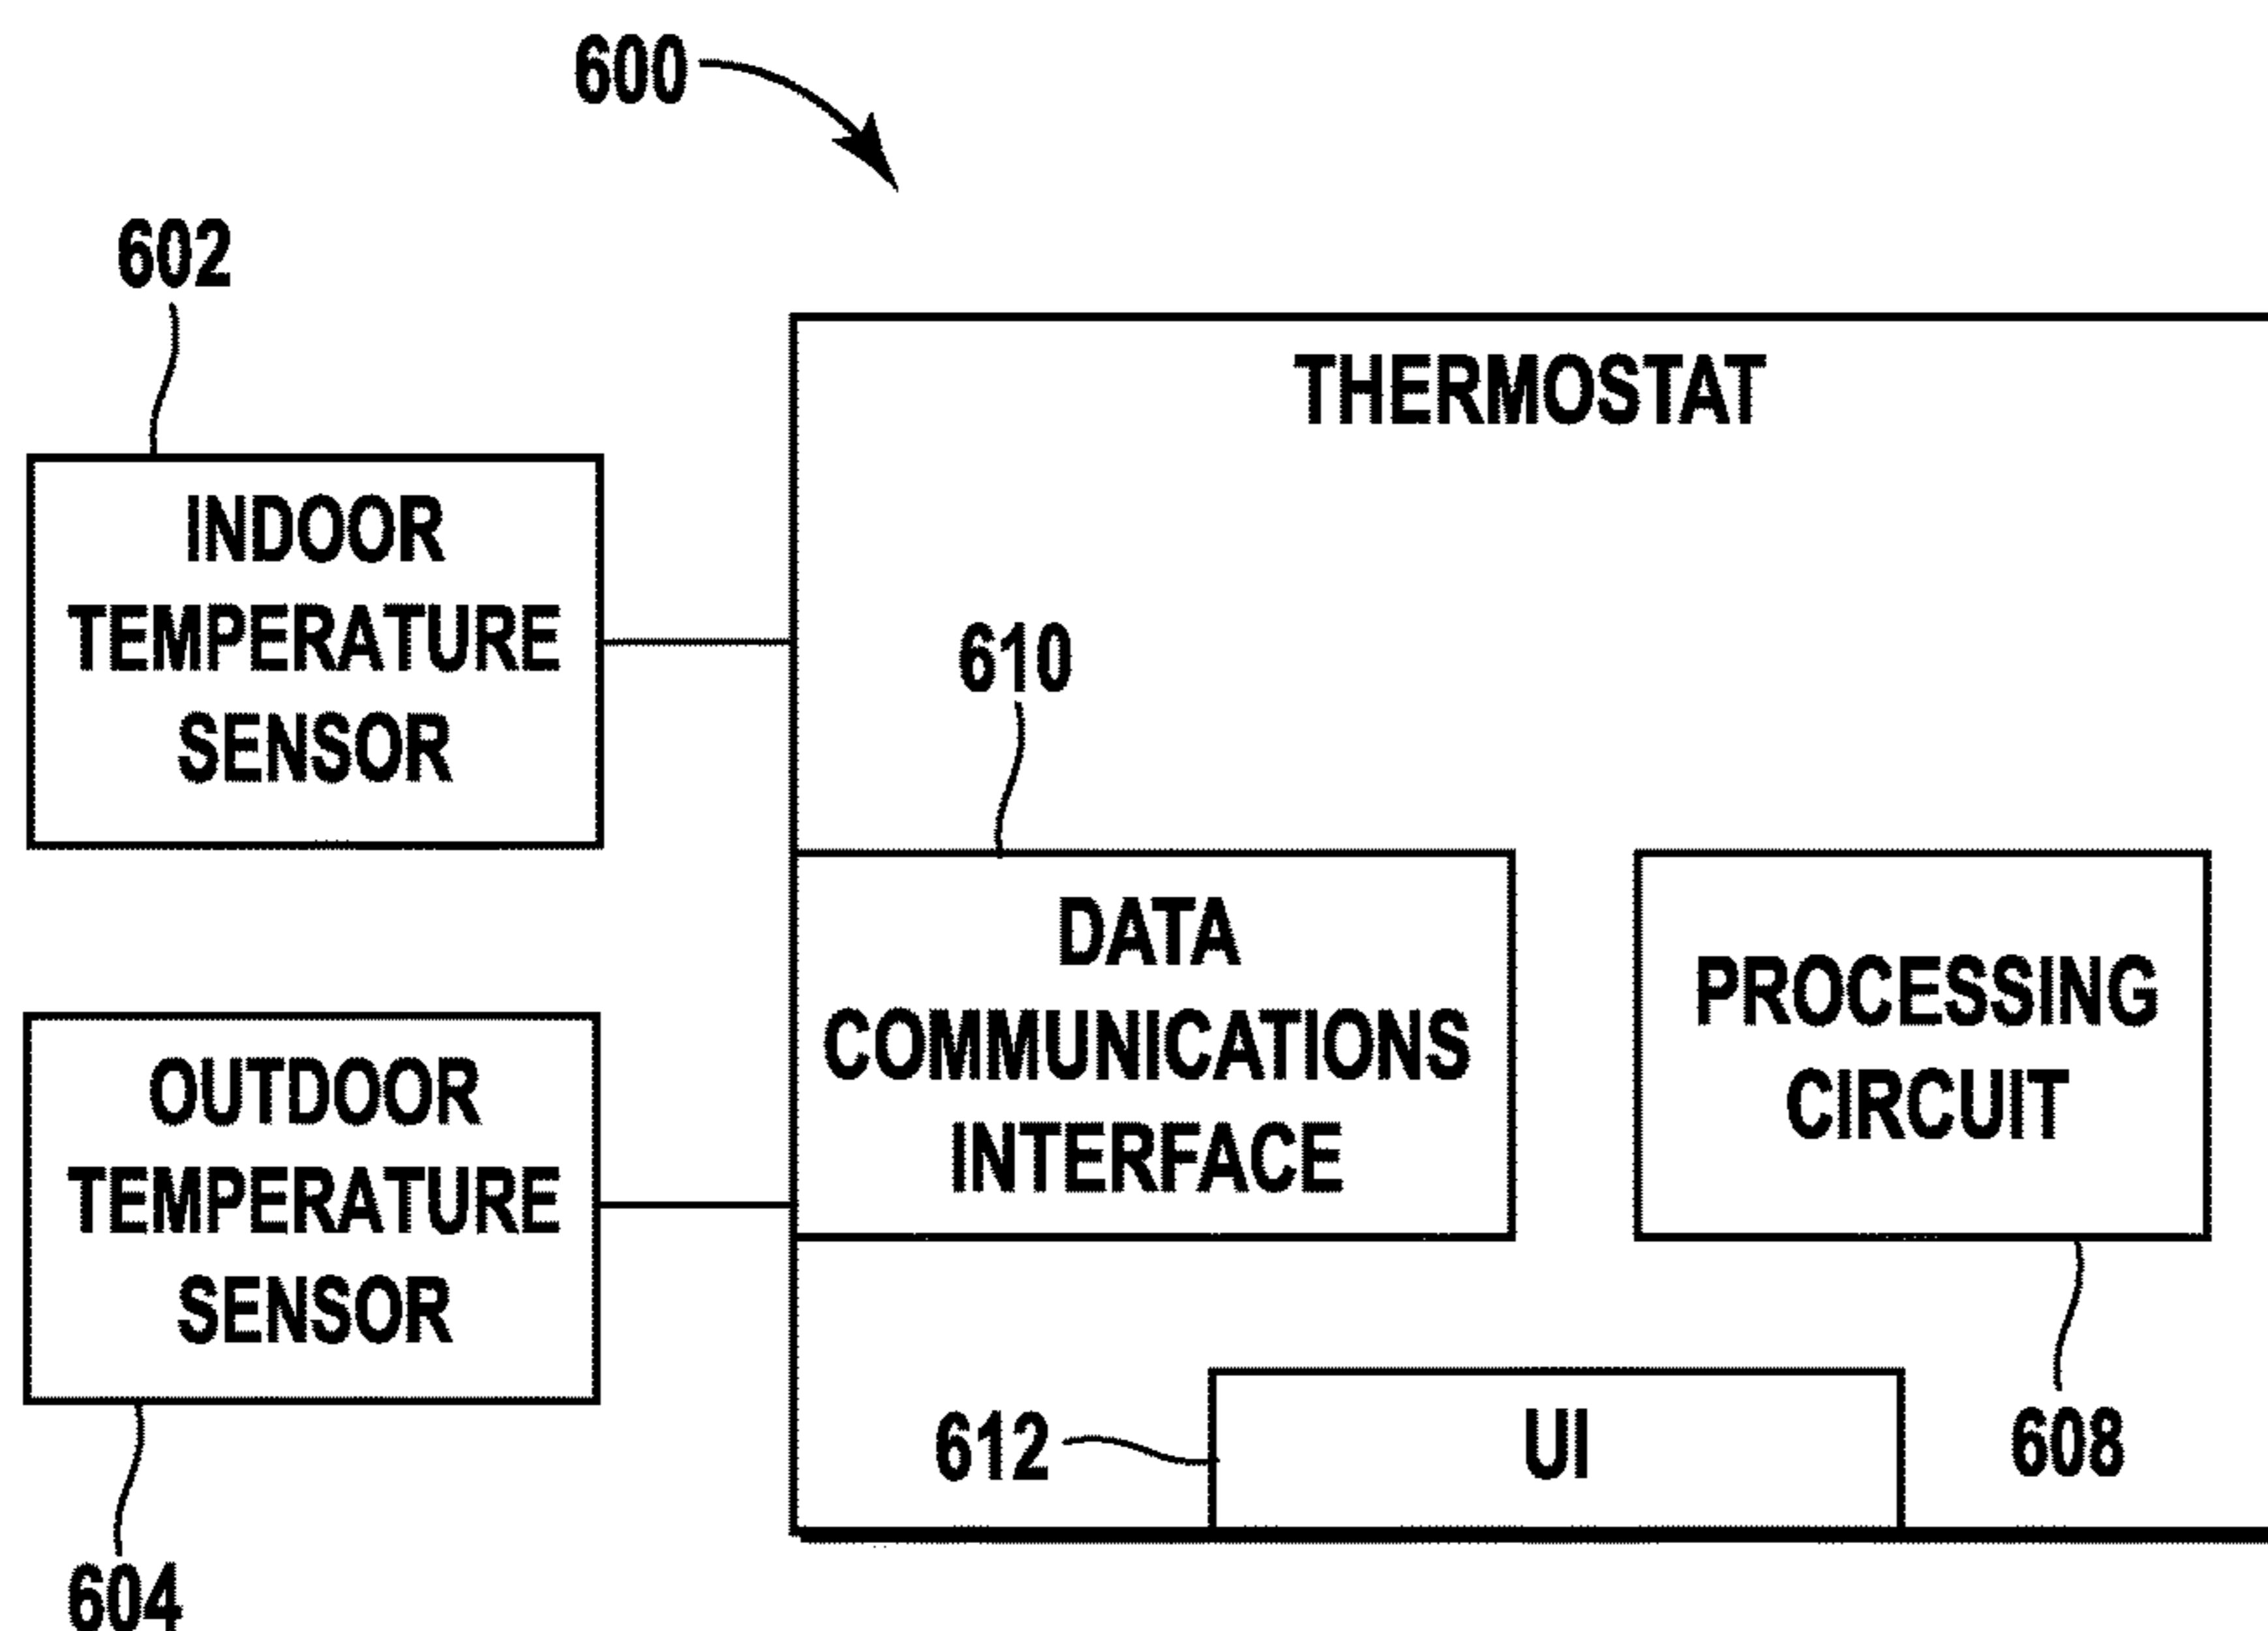 600
602
THERMOSTAT
INDOOR
TEMPERATURE
SENSOR
610
DATA
COMMUNICATIONS
INTERFACE
PROCESSING
CIRCUIT
OUTDOOR
TEMPERATURE
SENSOR
612
UI
608
604